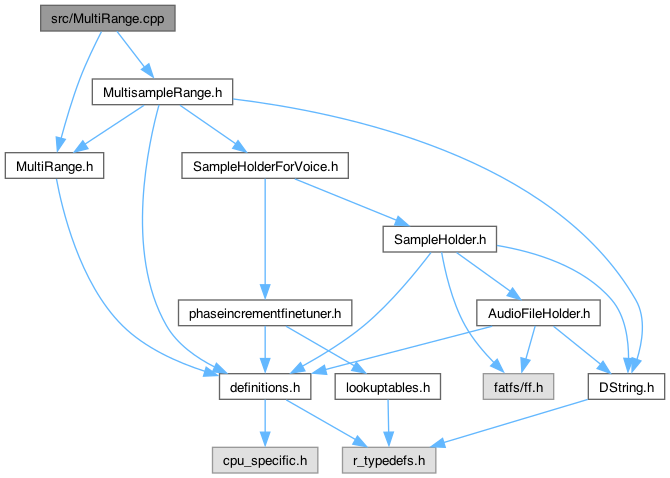 src/MultiRange.cpp
MultisampleRange.h
MultiRange.h
SampleHolderForVoice.h
SampleHolder.h
phaseincrementfinetuner.h
AudioFileHolder.h
definitions.h
lookuptables.h
fatfs/ff.h
DString.h
cpu_specific.h
r_typedefs.h